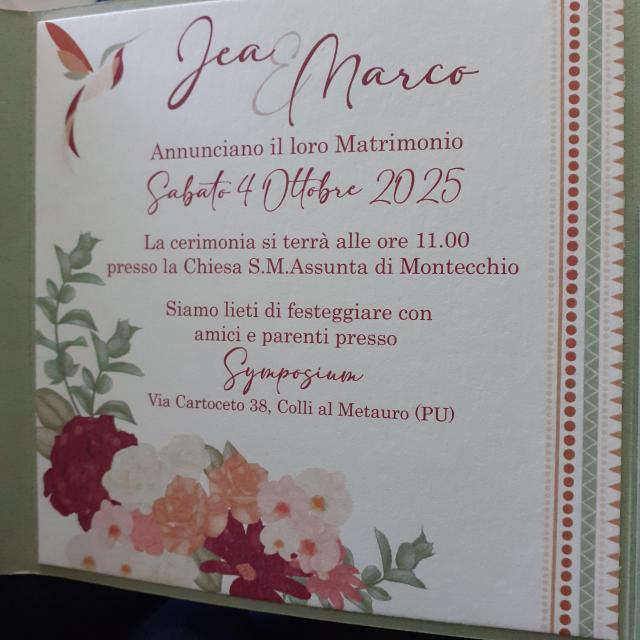 Jea & Marco
Annunciano il loro Matrimonio
Sabato 4 Ottobre 2025
La cerimonia si terrà alle ore 11.00
presso la Chiesa S.M.Assunta di Montecchio
Siamo lieti di festeggiare con
amici e parenti presso
Symposium
Via Cartoceto 38, Colli al Metauro (PU)